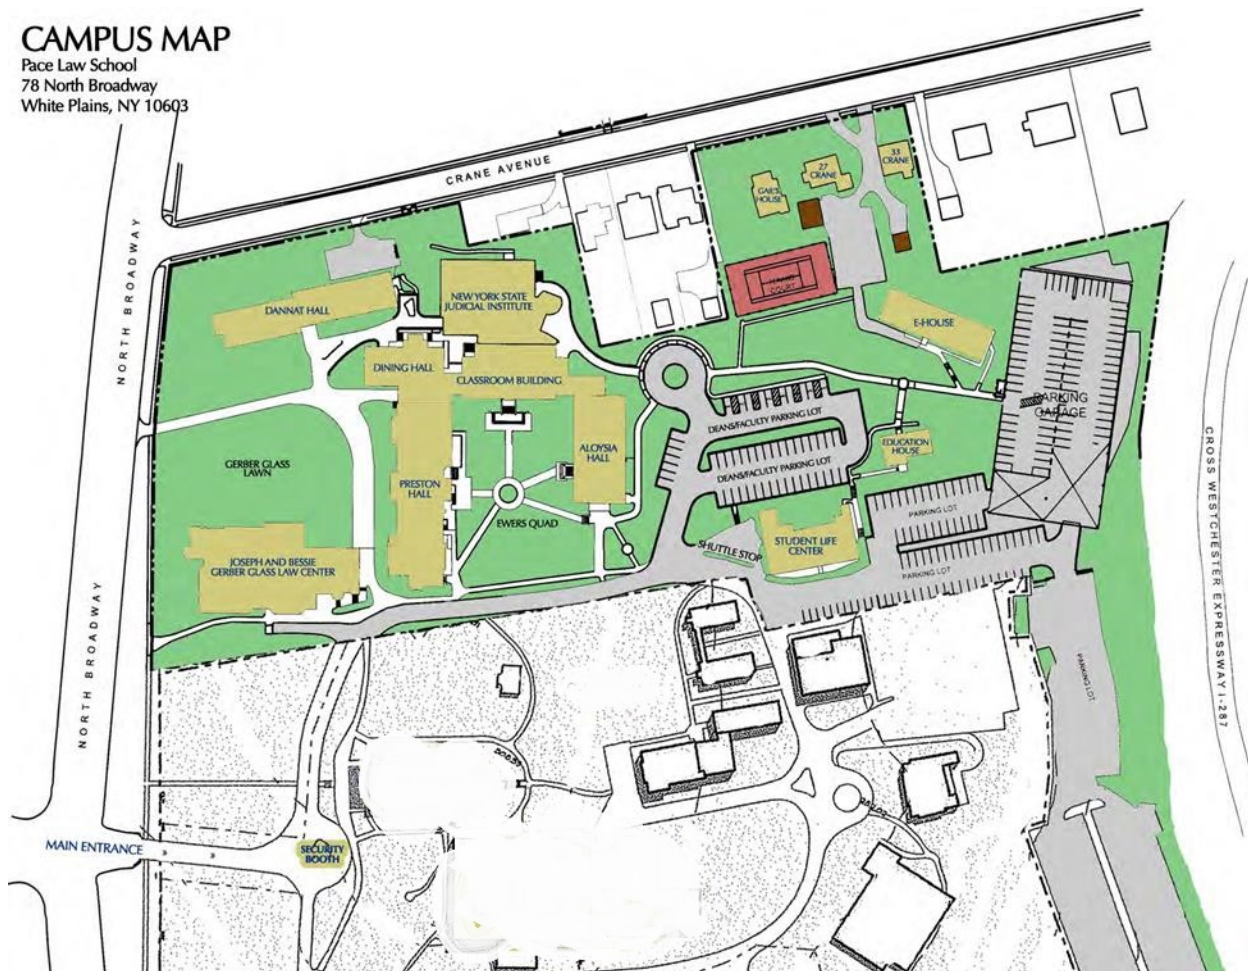 CAMPUS MAP
Pace Law School
78 North Broadway
White Plains, NY 10603
CRANE AVENUE
NORTH BROADWAY
33
CRANE
27
CRANE
GAIL'S
HOUSE
COURT
NEW YORK STATE
JUDICIAL INSTITUTE
DANNAT HALL
E-HOUSE
DINING HALL
CLASSROOM BUILDING
PARKING
GARAGE
DEANS/FACULTY PARKING LOT
ALOYSIA
HALL
EDUCATION
HOUSE
GERBER GLASS
LAWN
DEANS/FACULTY PARKING LOT
PRESTON
HALL
CROSS WESTCHESTER EXPRESSWAY I-287
EWERS QUAD
PARKING LOT
SHUTTLE STOP
STUDENT LIFE
CENTER
JOSEPH AND BESSIE
GERBER GLASS LAW CENTER
PARKING LOT
NORTH BROADWAY
PARKING LOT
MAIN ENTRANCE
SECURITY
BOOTH